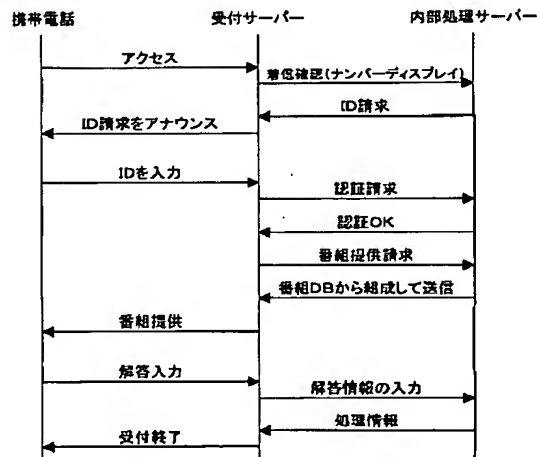 携帯電話 受付サーバー 内部処理サーバー
アクセス
着信確認(ナンバーディスプレイ)
ID請求
ID請求をアナウンス
IDを入力
認証請求
認証OK
番組提供請求
番組DBから組成して送信
番組提供
解答入力
解答情報の入力
処理情報
受付終了